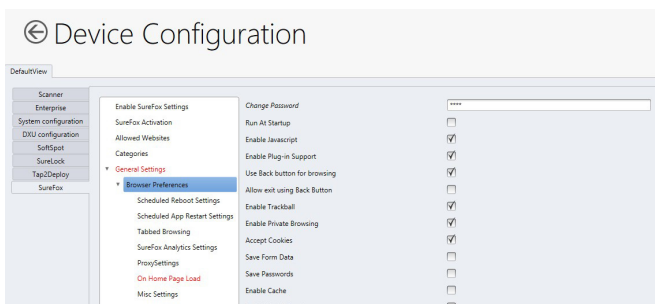 Device Configuration
DefaultView
Scanner
Enterprise
System configuration
DXU configuration
SoftSpot
SureLock
Tap2Deploy
SureFox
Enable SureFox Settings
SureFox Activation
Allowed Websites
Categories
General Settings
Browser Preferences
Scheduled Reboot Settings
Scheduled App Restart Settings
Tabbed Browsing
SureFox Analytics Settings
ProxySettings
On Home Page Load
Misc Settings
Change Password ****
Run At Startup
Enable Javascript
Enable Plug-in Support
Use Back button for browsing
Allow exit using Back Button
Enable Trackball
Enable Private Browsing
Accept Cookies
Save Form Data
Save Passwords
Enable Cache